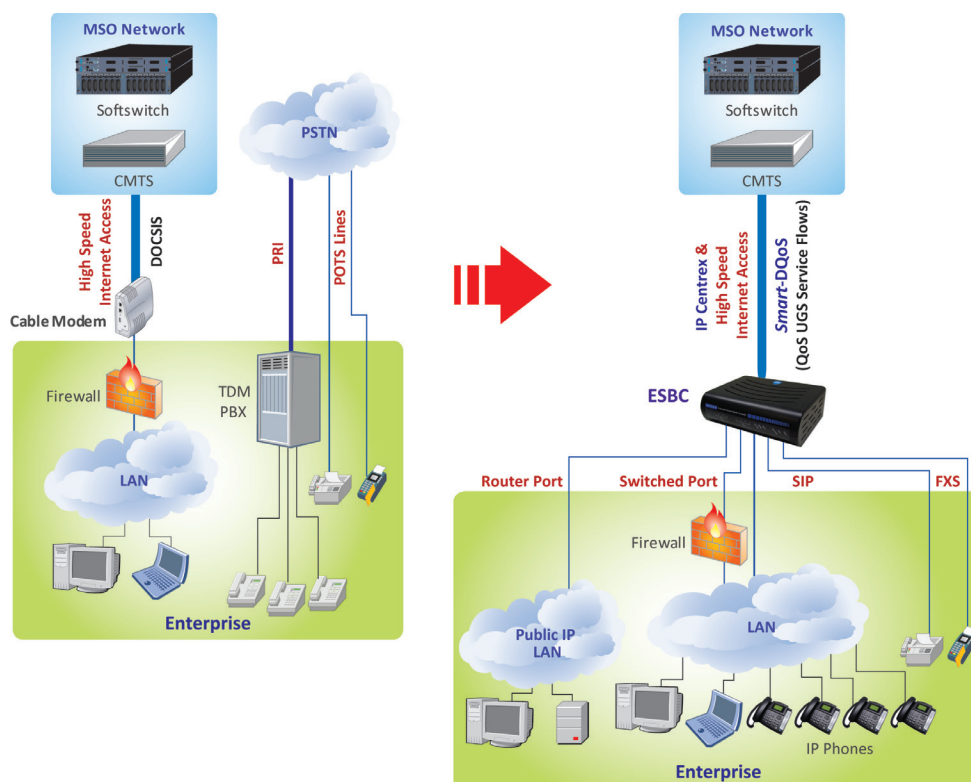 MSO Network
Softswitch
CMTS
PSTN
High Speed
Internet Access
DOCSIS
PRI
POTS Lines
Cable Modem
Firewall
TDM
PBX
LAN
Enterprise
MSO Network
Softswitch
CMTS
IP Centrex &
High Speed
Internet Access
Smart-DQoS
(QoS UGS Service Flows)
ESBC
Router Port
Switched Port
SIP
FXS
Firewall
Public IP
LAN
LAN
IP Phones
Enterprise